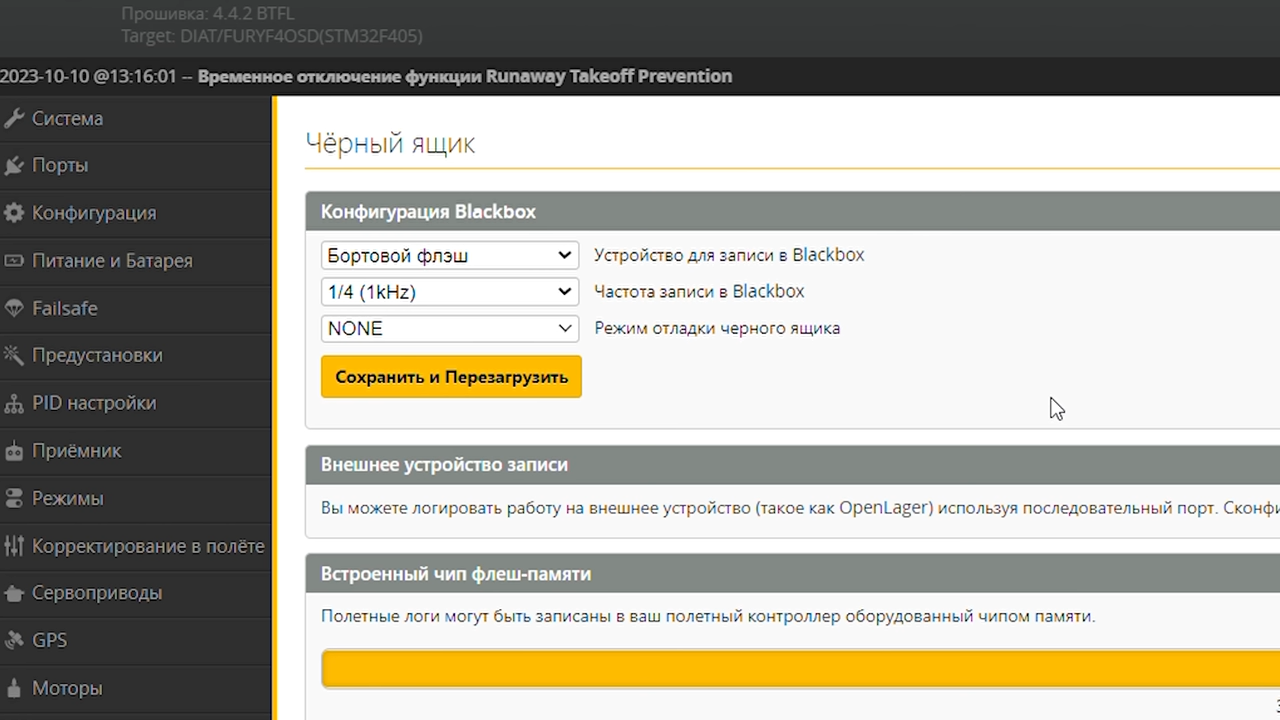 Прошивка: 4.4.2 BTFL
Target: DIAT/FURYF4OSD(STM32F405)
2023-10-10 @13:16:01 -- Временное отключение функции Runaway Takeoff Prevention
Система
Порты
Конфигурация
Питание и Батарея
Failsafe
Предустановки
PID настройки
Приёмник
Режимы
Корректирование в полёте
Сервоприводы
GPS
Моторы
Чёрный ящик
Конфигурация Blackbox
Бортовой флэш Устройство для записи в Blackbox
1/4 (1kHz) Частота записи в Blackbox
NONE Режим отладки черного ящика
Сохранить и Перезагрузить
Внешнее устройство записи
Вы можете логировать работу на внешнее устройство (такое как OpenLager) используя последовательный порт.
Встроенный чип флеш-памяти
Полетные логи могут быть записаны в ваш полетный контроллер оборудованный чипом памяти.